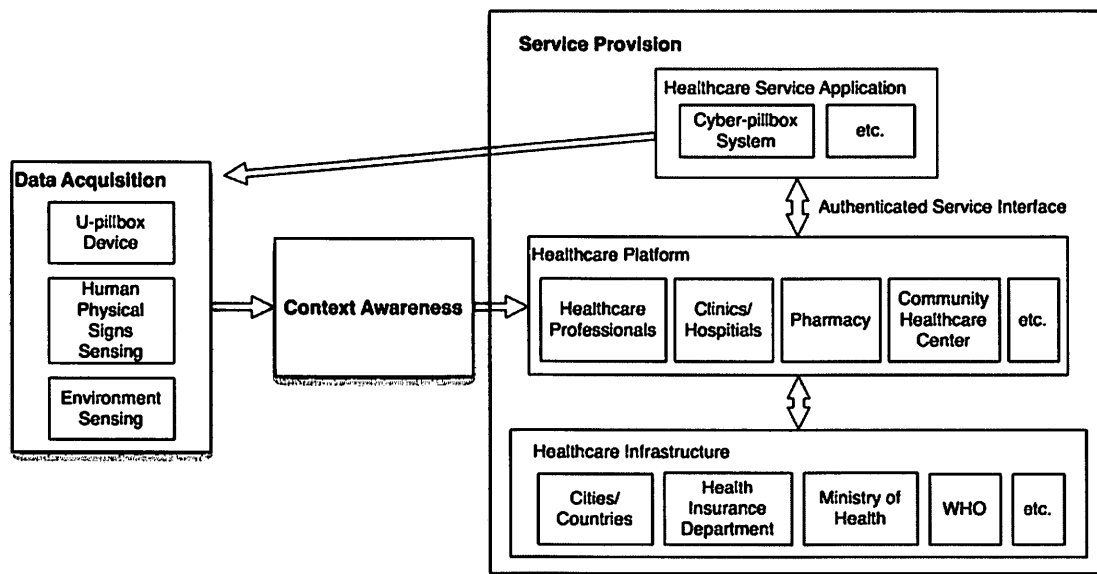 Service Provision
Healthcare Service Application
Cyber-pillbox
System
etc.
Data Acquisition
U-pillbox
Device
Human
Physical
Signs
Sensing
Environment
Sensing
Context Awareness
Authenticated Service Interface
Healthcare Platform
Healthcare
Professionals
Clinics/
Hospitials
Pharmacy
Community
Healthcare
Center
etc.
Healthcare Infrastructure
Cities/
Countries
Health
Insurance
Department
Ministry of
Health
WHO
etc.